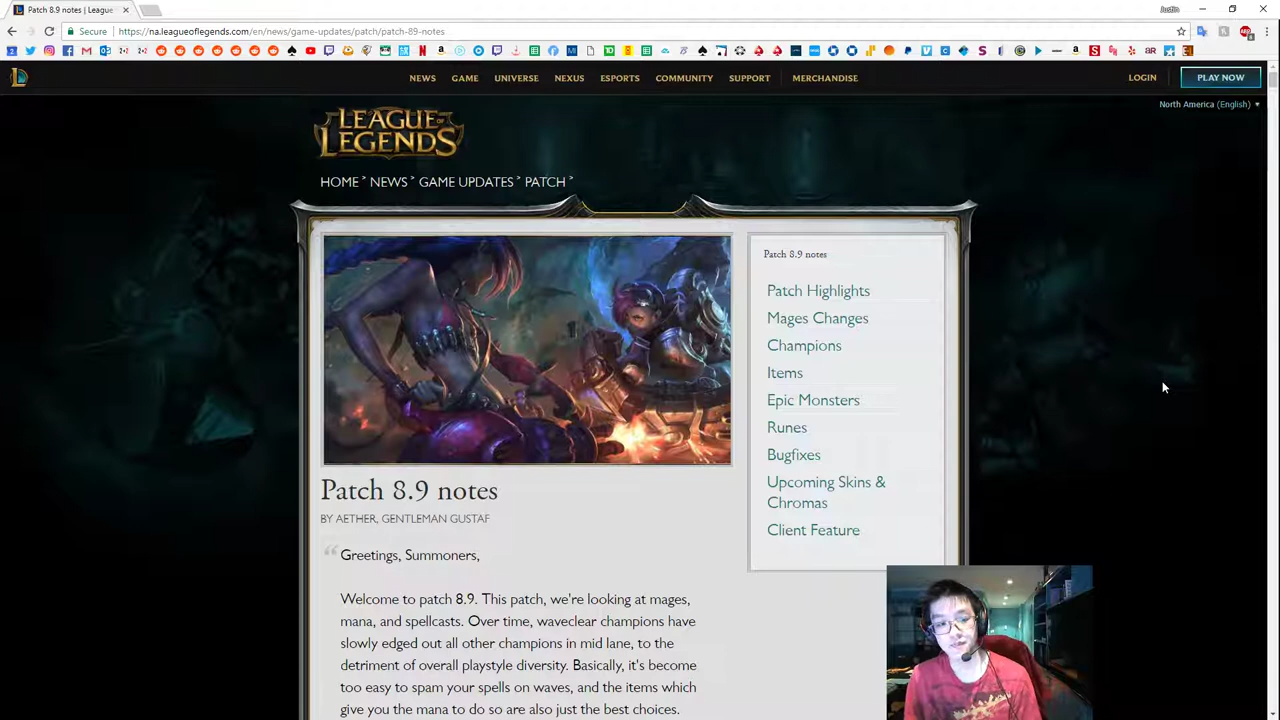 Patch 8.9 notes | League
Justin
Secure
https://na.leagueoflegends.com/en/news/game-updates/patch/patch-89-notes
NEWS GAME UNIVERSE NEXUS ESPORTS COMMUNITY SUPPORT MERCHANDISE LOGIN PLAY NOW
North America (English)
LEAGUE OF LEGENDS
HOME > NEWS > GAME UPDATES > PATCH >
Patch 8.9 notes
BY AETHER, GENTLEMAN GUSTAF
“ Greetings, Summoners,
Welcome to patch 8.9. This patch, we're looking at mages,
mana, and spellcasts. Over time, waveclear champions have
slowly edged out all other champions in mid lane, to the
detriment of overall playstyle diversity. Basically, it's become
too easy to spam your spells on waves, and the items which
give you the mana to do so are also just the best choices.
Patch 8.9 notes
Patch Highlights
Mages Changes
Champions
Items
Epic Monsters
Runes
Bugfixes
Upcoming Skins &
Chromas
Client Feature